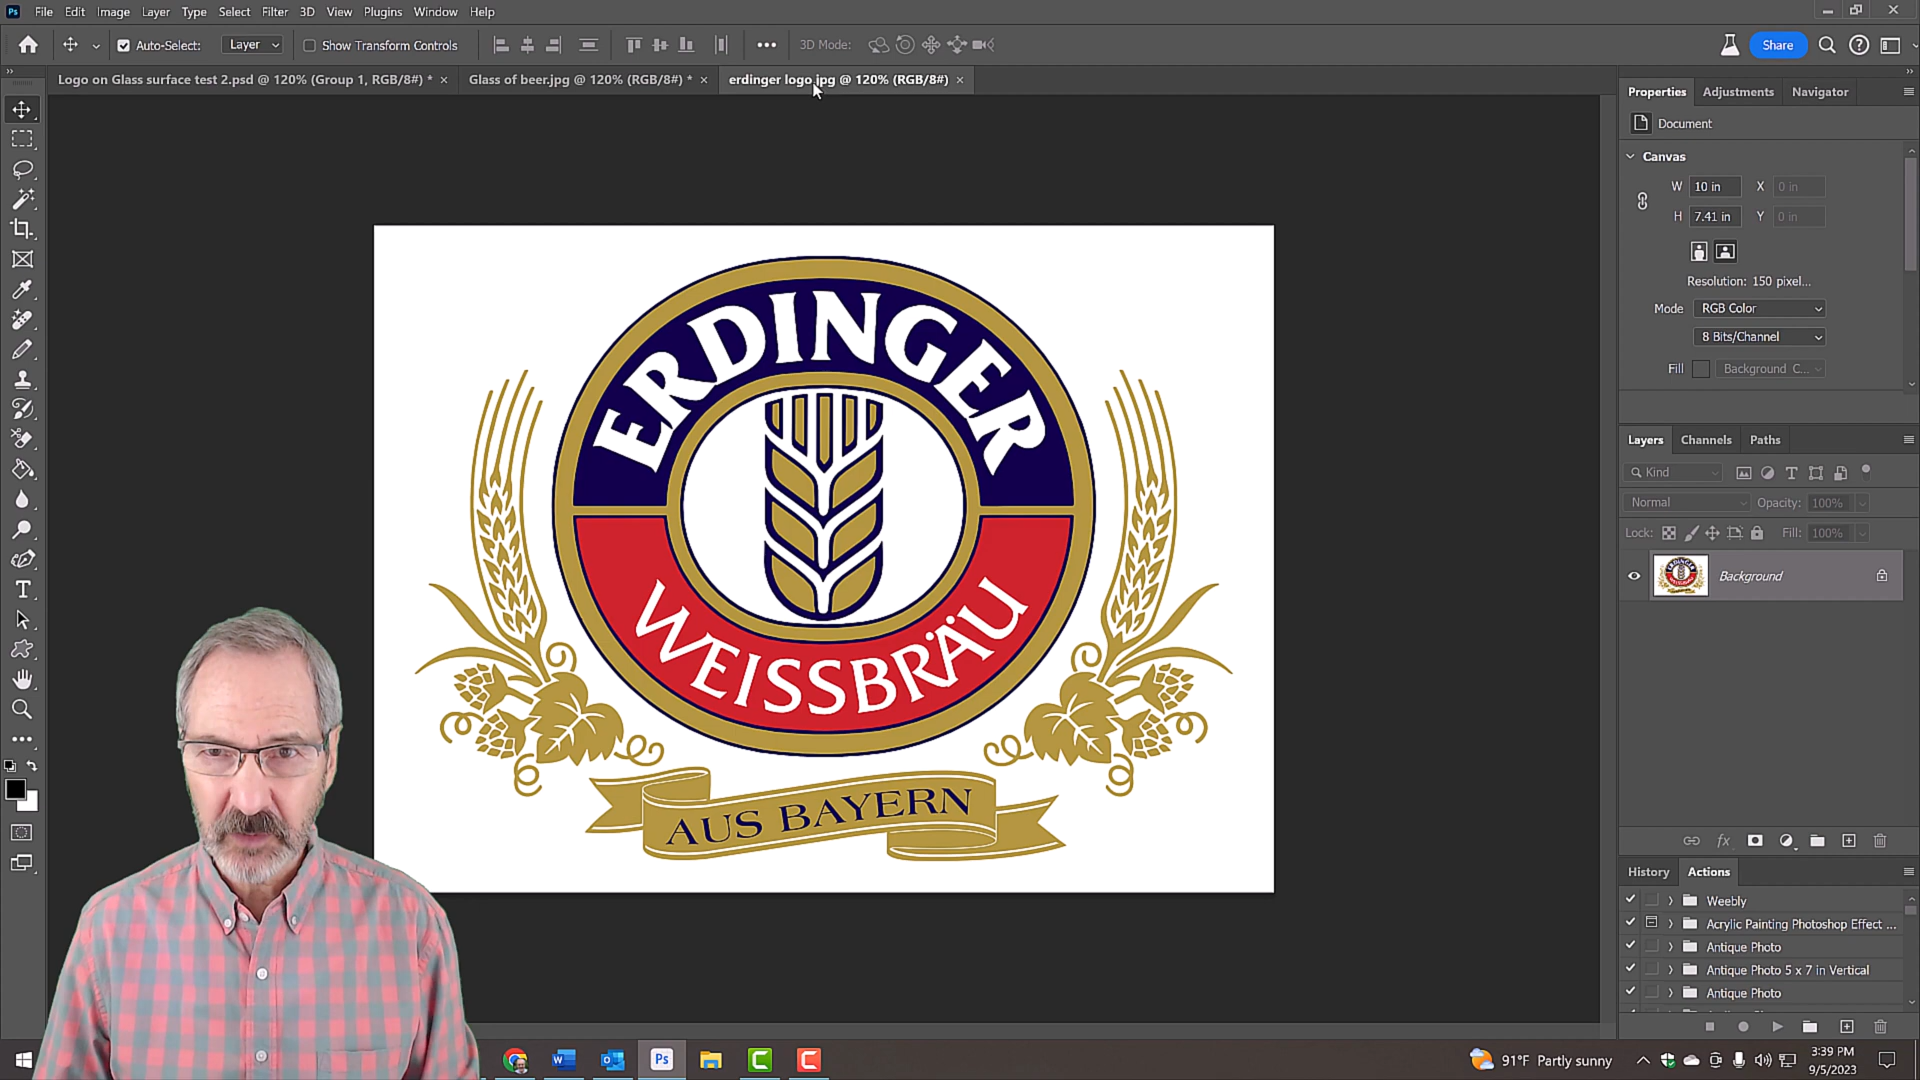 File Edit Image Layer Type Select Filter 3D View Plugins Window Help
Auto-Select: Layer Show Transform Controls 3D Mode: Share
Logo on Glass surface test 2.psd @ 120% (Group 1, RGB/8#) * Glass of beer.jpg @ 120% (RGB/8#) * erdinger logo.jpg @ 120% (RGB/8#)
ERDINGER
WEISSBRÄU
AUS BAYERN
Properties Adjustments Navigator
Document
Canvas
W 10 in X 0 in
H 7.41 in Y 0 in
Resolution: 150 pixel...
Mode RGB Color
8 Bits/Channel
Fill Background C...
Layers Channels Paths
Kind
Normal Opacity: 100%
Lock: Fill: 100%
Background
fx
History Actions
Weebly
Acrylic Painting Photoshop Effect ...
Antique Photo
Antique Photo 5 x 7 in Vertical
Antique Photo
91°F Partly sunny
3:39 PM
9/5/2023